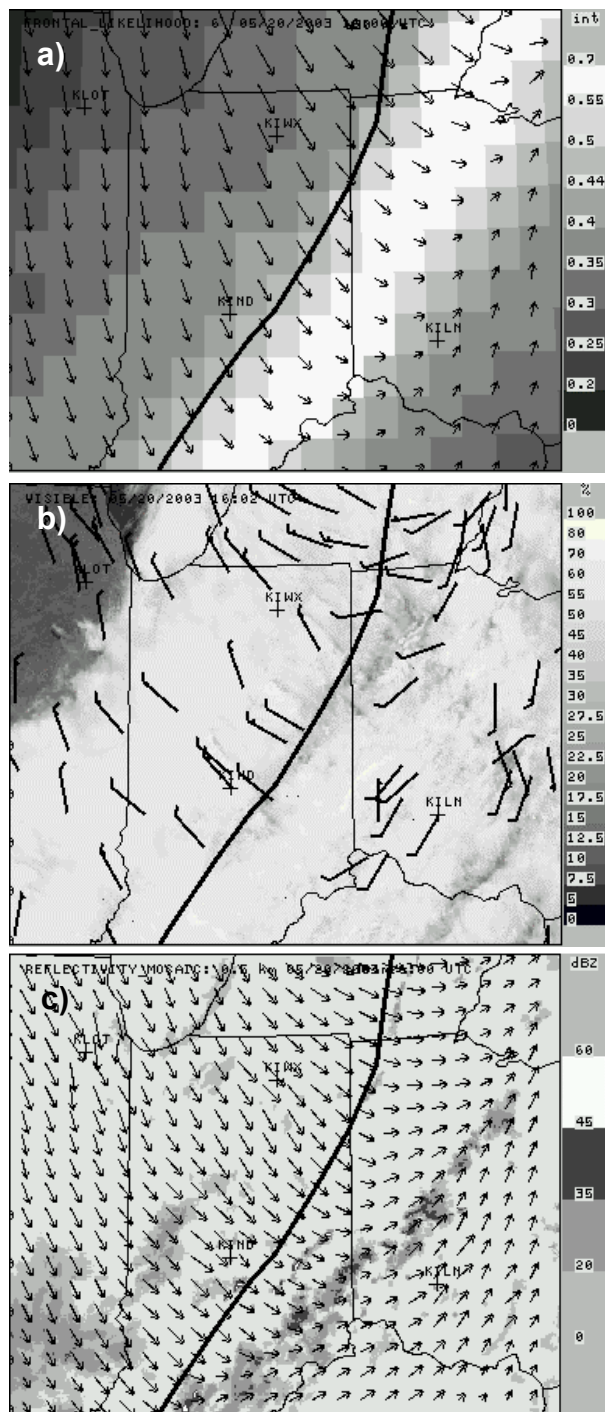 FRONTAL_LIKELIHOOD: 6 05/20/2003 16:00 UTC
int
a)
0.7
KLOT
0.55
KIWX
0.5
0.44
0.4
0.35
0.3
KIND
0.25
KILN
0.2
0
VISIBLE: 05/20/2003 16:02 UTC
%
b)
100
80
70
60
KIWX
55
50
45
40
35
30
27.5
25
22.5
20
17.5
KILN
15
12.5
10
7.5
5
0
REFLECTIVITY MOSAIC: 0.5 k 05/20/2003 UTC
dBZ
c)
KLOT
60
KIWX
45
35
KIND
20
KILN
0